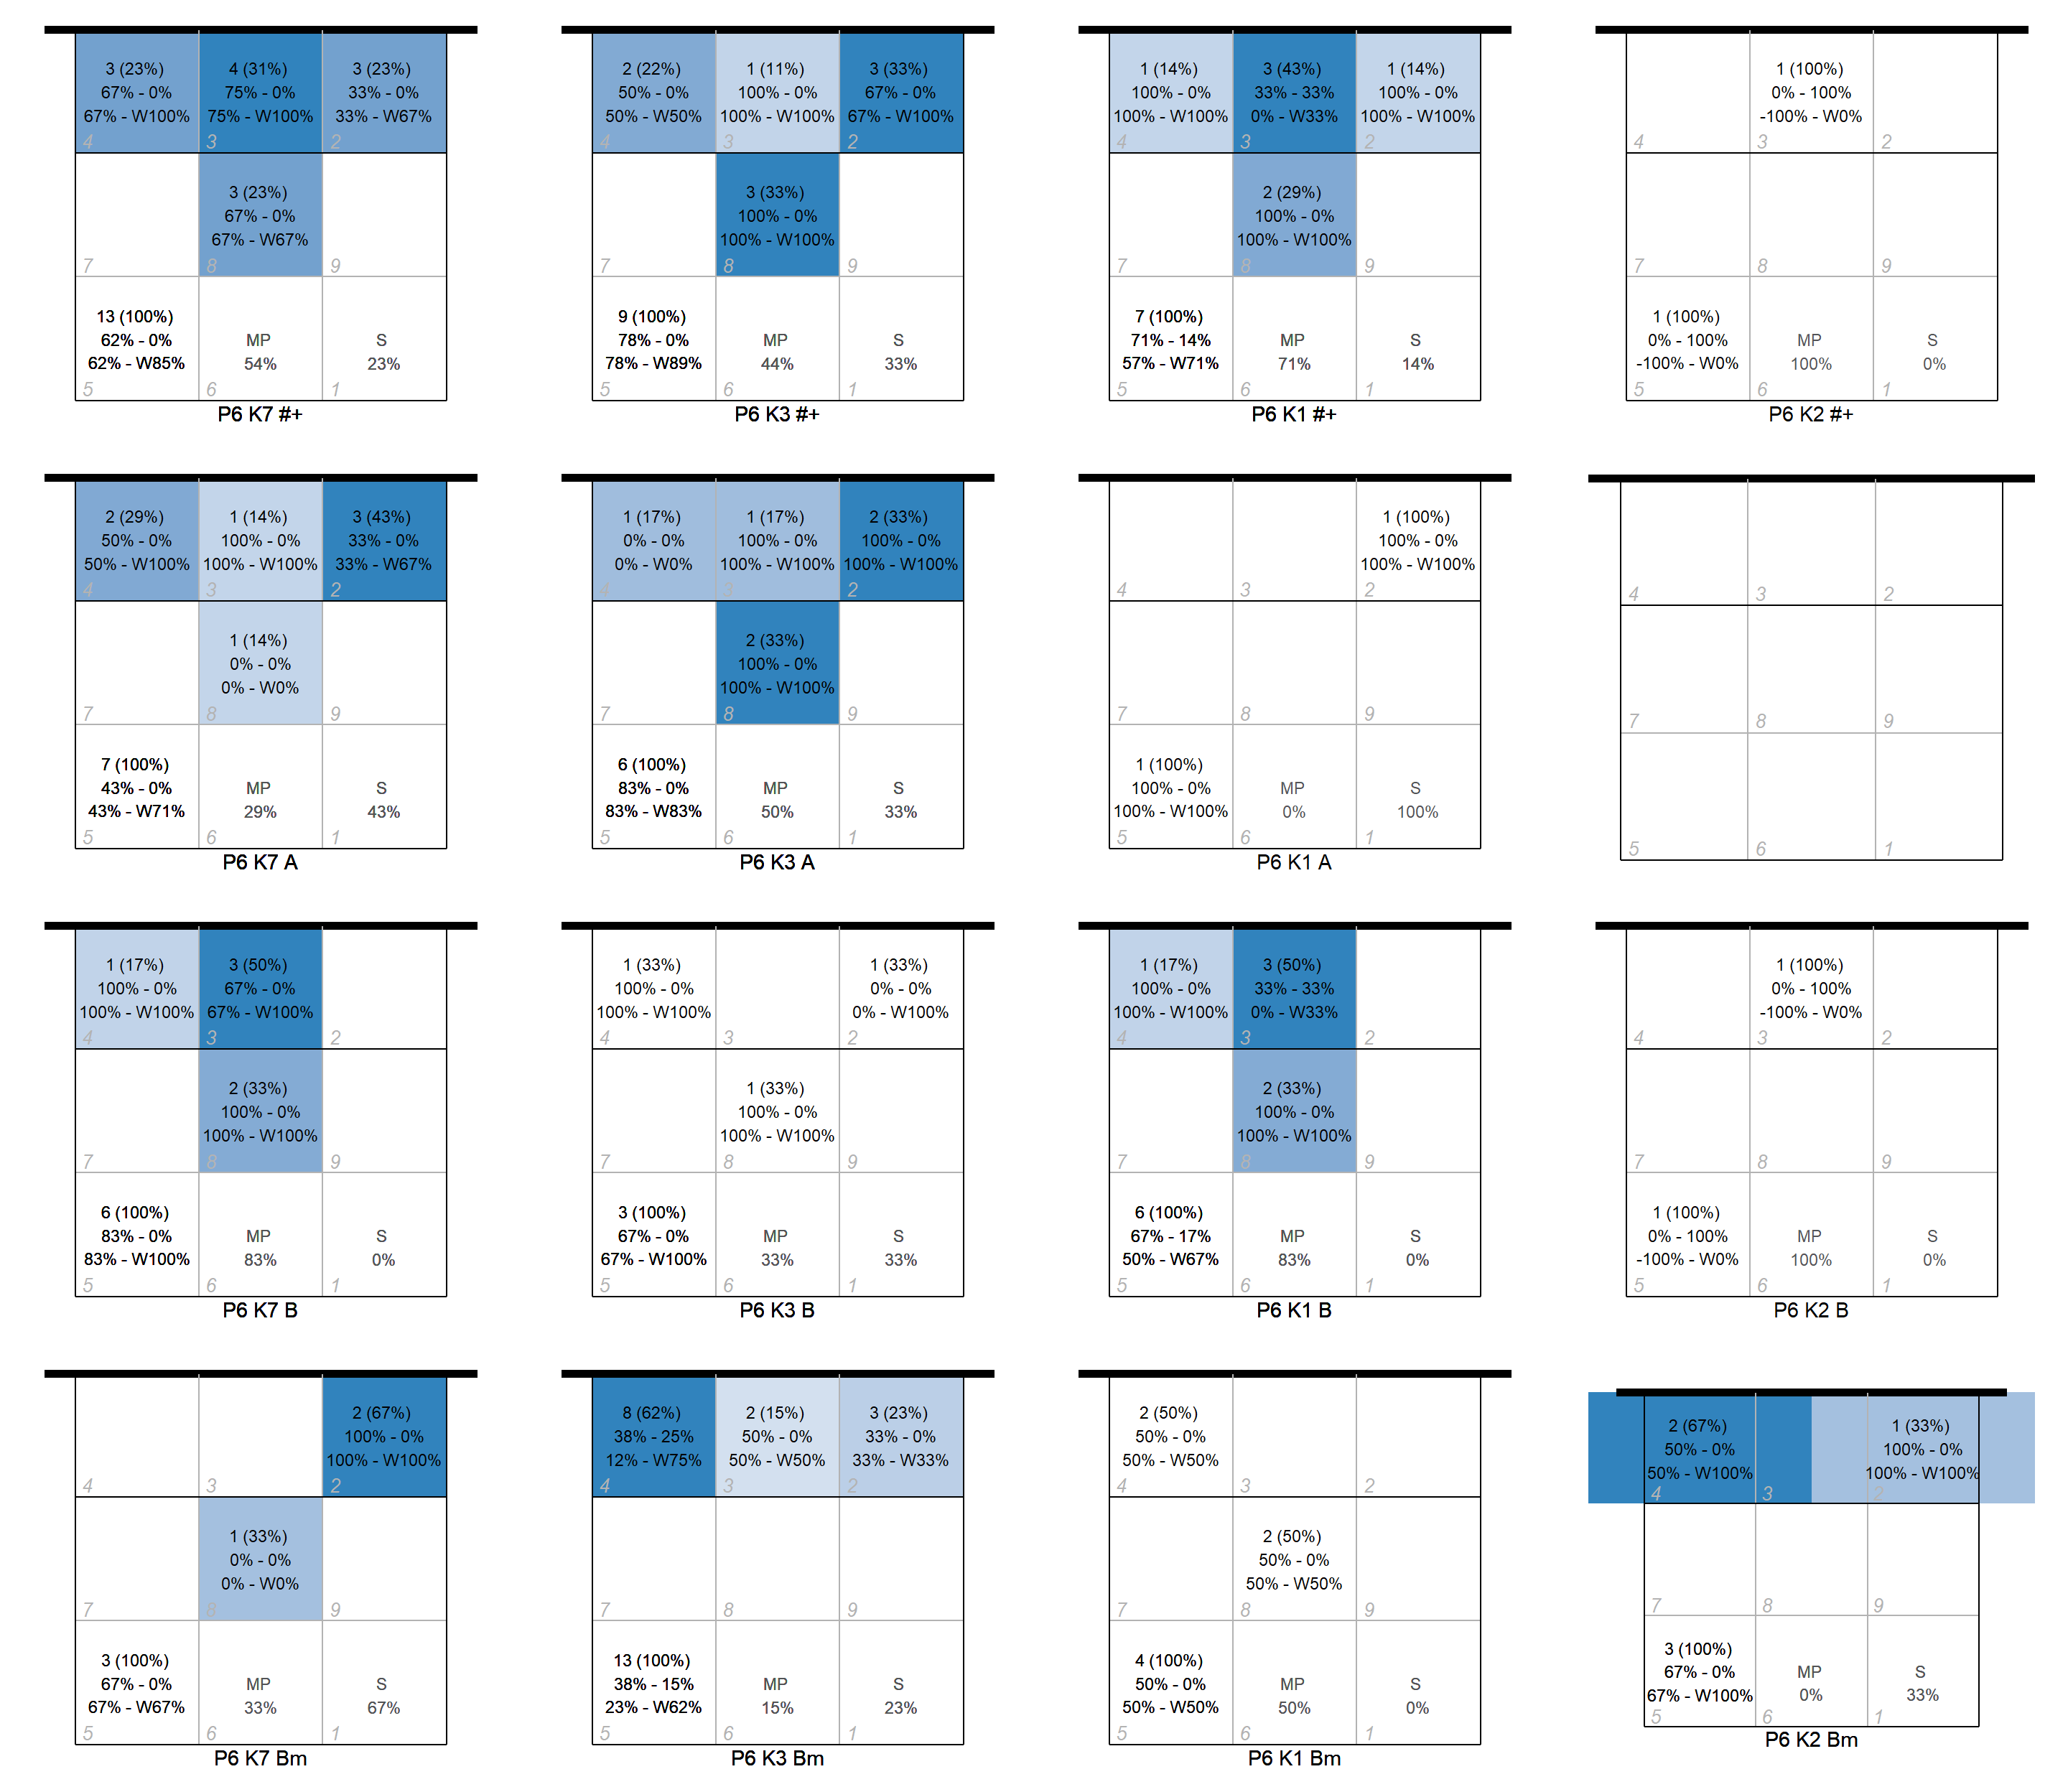 3 (23%)
67% - 0%
67% - W100%
4
4 (31%)
75% - 0%
75% - W100%
3
3 (23%)
33% - 0%
33% - W67%
2
7
3 (23%)
67% - 0%
67% - W67%
8
9
13 (100%)
62% - 0%
62% - W85%
5
MP
54%
6
S
23%
1
P6 K7 #+
2 (22%)
50% - 0%
50% - W50%
4
1 (11%)
100% - 0%
100% - W100%
3
3 (33%)
67% - 0%
67% - W100%
2
7
3 (33%)
100% - 0%
100% - W100%
8
9
9 (100%)
78% - 0%
78% - W89%
5
MP
44%
6
S
33%
1
P6 K3 #+
1 (14%)
100% - 0%
100% - W100%
4
3 (43%)
33% - 33%
0% - W33%
3
1 (14%)
100% - 0%
100% - W100%
2
7
2 (29%)
100% - 0%
100% - W100%
8
9
7 (100%)
71% - 14%
57% - W71%
5
MP
71%
6
S
14%
1
P6 K1 #+
4
1 (100%)
0% - 100%
-100% - W0%
3
2
7
8
9
1 (100%)
0% - 100%
-100% - W0%
5
MP
100%
6
S
0%
1
P6 K2 #+
2 (29%)
50% - 0%
50% - W100%
4
1 (14%)
100% - 0%
100% - W100%
3
3 (43%)
33% - 0%
33% - W67%
2
7
1 (14%)
0% - 0%
0% - W0%
8
9
7 (100%)
43% - 0%
43% - W71%
5
MP
29%
6
S
43%
1
P6 K7 A
1 (17%)
0% - 0%
0% - W0%
4
1 (17%)
100% - 0%
100% - W100%
3
2 (33%)
100% - 0%
100% - W100%
2
7
2 (33%)
100% - 0%
100% - W100%
8
9
6 (100%)
83% - 0%
83% - W83%
5
MP
50%
6
S
33%
1
P6 K3 A
4
3
1 (100%)
100% - 0%
100% - W100%
2
7
8
9
1 (100%)
100% - 0%
100% - W100%
5
MP
0%
6
S
100%
1
P6 K1 A
4
3
2
7
8
9
5
6
1
1 (17%)
100% - 0%
100% - W100%
4
3 (50%)
67% - 0%
67% - W100%
3
2
7
2 (33%)
100% - 0%
100% - W100%
8
9
6 (100%)
83% - 0%
83% - W100%
5
MP
83%
6
S
0%
1
P6 K7 B
1 (33%)
100% - 0%
100% - W100%
4
3
1 (33%)
0% - 0%
0% - W100%
2
7
1 (33%)
100% - 0%
100% - W100%
8
9
3 (100%)
67% - 0%
67% - W100%
5
MP
33%
6
S
33%
1
P6 K3 B
1 (17%)
100% - 0%
100% - W100%
4
3 (50%)
33% - 33%
0% - W33%
3
2
7
2 (33%)
100% - 0%
100% - W100%
8
9
6 (100%)
67% - 17%
50% - W67%
5
MP
83%
6
S
0%
1
P6 K1 B
4
1 (100%)
0% - 100%
-100% - W0%
3
2
7
8
9
1 (100%)
0% - 100%
-100% - W0%
5
MP
100%
6
S
0%
1
P6 K2 B
4
3
2 (67%)
100% - 0%
100% - W100%
2
7
1 (33%)
0% - 0%
0% - W0%
8
9
3 (100%)
67% - 0%
67% - W67%
5
MP
33%
6
S
67%
1
P6 K7 Bm
8 (62%)
38% - 25%
12% - W75%
4
2 (15%)
50% - 0%
50% - W50%
3
3 (23%)
33% - 0%
33% - W33%
2
7
8
9
13 (100%)
38% - 15%
23% - W62%
5
MP
15%
6
S
23%
1
P6 K3 Bm
2 (50%)
50% - 0%
50% - W50%
4
3
2
7
2 (50%)
50% - 0%
50% - W50%
8
9
4 (100%)
50% - 0%
50% - W50%
5
MP
50%
6
S
0%
1
P6 K1 Bm
2 (67%)
50% - 0%
50% - W100%
4
3
1 (33%)
100% - 0%
100% - W100%
2
7
8
9
3 (100%)
67% - 0%
67% - W100%
5
MP
0%
6
S
33%
1
P6 K2 Bm